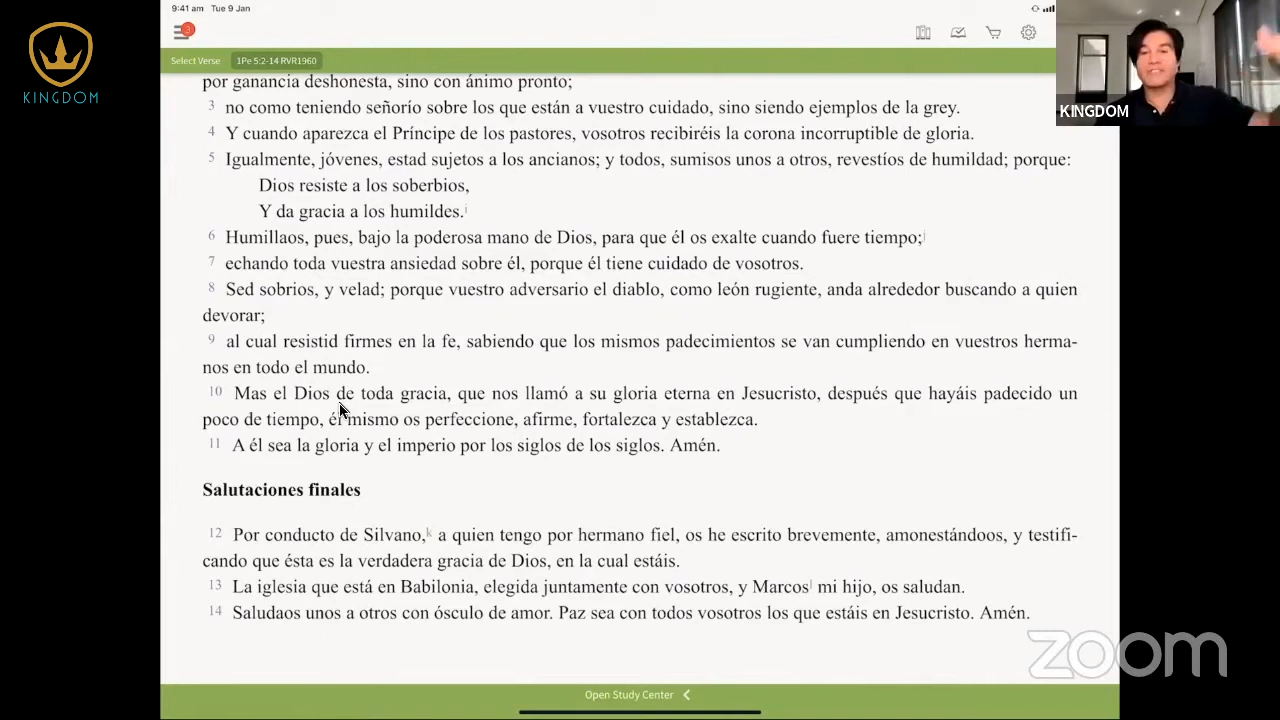 9:41 am Tue 9 Jan
3
Select Verse 1Pe 5:2-14 RVR1960
KINGDOM
KINGDOM
por ganancia deshonesta, sino con ánimo pronto;
3 no como teniendo señorío sobre los que están a vuestro cuidado, sino siendo ejemplos de la grey.
4 Y cuando aparezca el Príncipe de los pastores, vosotros recibiréis la corona incorruptible de gloria.
5 Igualmente, jóvenes, estad sujetos a los ancianos; y todos, sumisos unos a otros, revestíos de humildad; porque:
Dios resiste a los soberbios,
Y da gracia a los humildes.i
6 Humillaos, pues, bajo la poderosa mano de Dios, para que él os exalte cuando fuere tiempo;j
7 echando toda vuestra ansiedad sobre él, porque él tiene cuidado de vosotros.
8 Sed sobrios, y velad; porque vuestro adversario el diablo, como león rugiente, anda alrededor buscando a quien
devorar;
9 al cual resistid firmes en la fe, sabiendo que los mismos padecimientos se van cumpliendo en vuestros herma-
nos en todo el mundo.
10 Mas el Dios de toda gracia, que nos llamó a su gloria eterna en Jesucristo, después que hayáis padecido un
poco de tiempo, él mismo os perfeccione, afirme, fortalezca y establezca.
11 A él sea la gloria y el imperio por los siglos de los siglos. Amén.
Salutaciones finales
12 Por conducto de Silvano,k a quien tengo por hermano fiel, os he escrito brevemente, amonestándoos, y testifi-
cando que ésta es la verdadera gracia de Dios, en la cual estáis.
13 La iglesia que está en Babilonia, elegida juntamente con vosotros, y Marcosl mi hijo, os saludan.
14 Saludaos unos a otros con ósculo de amor. Paz sea con todos vosotros los que estáis en Jesucristo. Amén.
zoom
Open Study Center